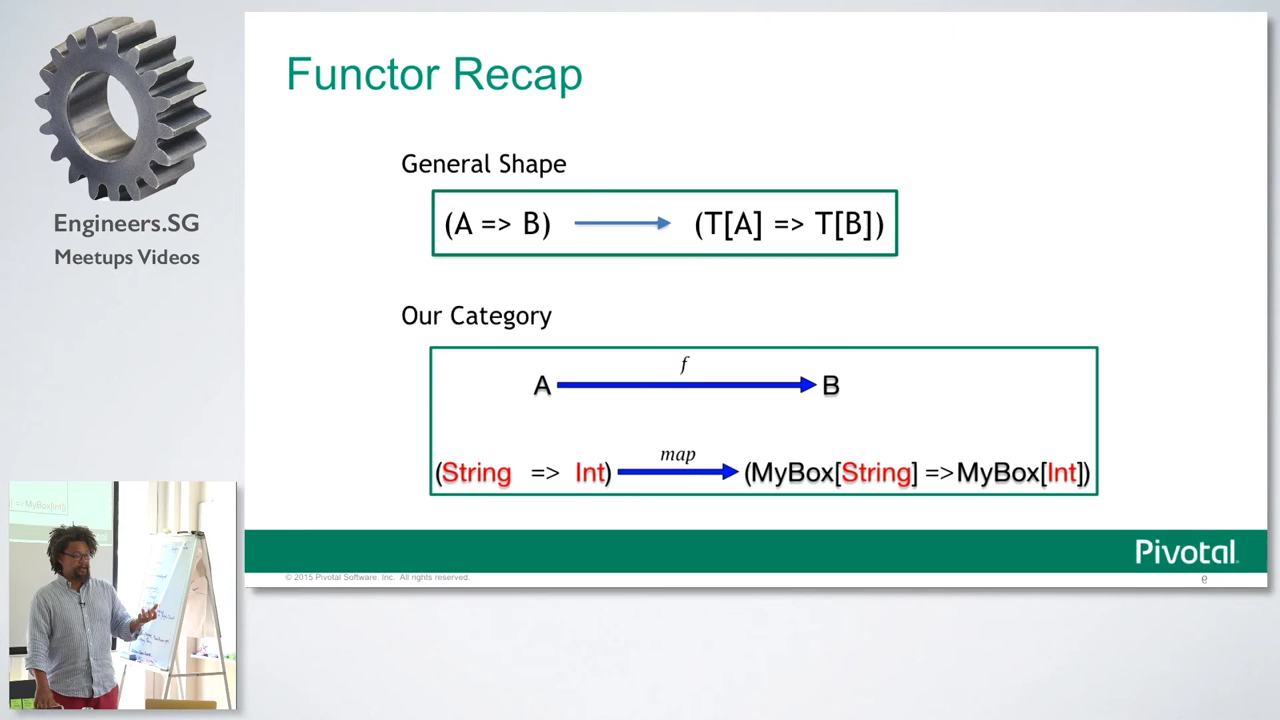 Functor Recap
General Shape
(A => B) (T[A] => T[B])
Our Category
f
A B
map
(String => Int) (MyBox[String] =>MyBox[Int])
Pivotal
© 2015 Pivotal Software, Inc. All rights reserved.
Engineers.SG
Meetups Videos